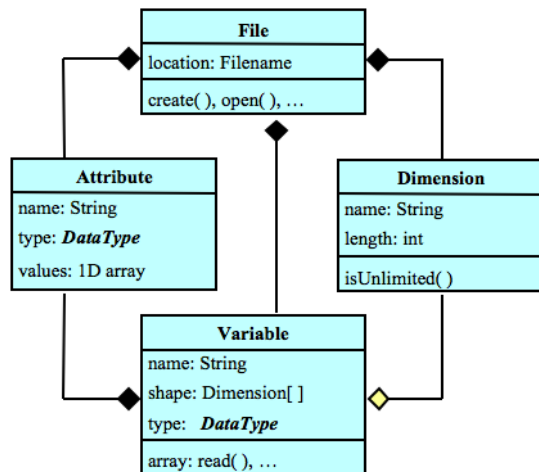 File
location: Filename
create( ), open( ), …
Attribute
name: String
type: DataType
values: 1D array
Dimension
name: String
length: int
isUnlimited( )
Variable
name: String
shape: Dimension[ ]
type: DataType
array: read( ), …